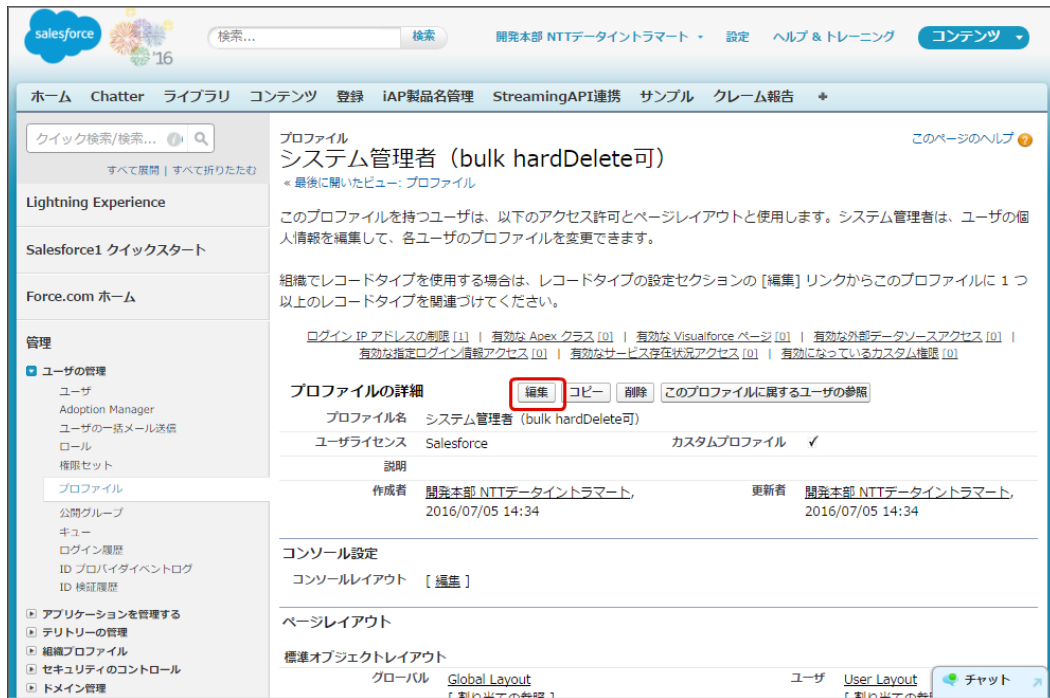 salesforce
'16
検索...
検索
開発本部 NTTデータイントラマート
設定
ヘルプ & トレーニング
コンテンツ
ホーム Chatter ライブラリ コンテンツ 登録 iAP製品名管理 StreamingAPI連携 サンプル クレーム報告 +
クイック検索/検索...
すべて展開 | すべて折りたたむ
Lightning Experience
Salesforce1 クイックスタート
Force.com ホーム
管理
ユーザの管理
ユーザ
Adoption Manager
ユーザの一括メール送信
ロール
権限セット
プロファイル
公開グループ
キュー
ログイン履歴
ID プロバイダイベントログ
ID 検証履歴
アプリケーションを管理する
テリトリーの管理
組織プロファイル
セキュリティのコントロール
ドメイン管理
プロファイル
システム管理者（bulk hardDelete可）
« 最後に開いたビュー: プロファイル
このページのヘルプ ?
このプロファイルを持つユーザは、以下のアクセス許可とページレイアウトと使用します。システム管理者は、ユーザの個
人情報を編集して、各ユーザのプロファイルを変更できます。
組織でレコードタイプを使用する場合は、レコードタイプの設定セクションの [編集] リンクからこのプロファイルに 1 つ
以上のレコードタイプを関連づけてください。
ログイン IP アドレスの制限 [1] | 有効な Apex クラス [0] | 有効な Visualforce ページ [0] | 有効な外部データソースアクセス [0] |
有効な指定ログイン情報アクセス [0] | 有効なサービス存在状況アクセス [0] | 有効になっているカスタム権限 [0]
プロファイルの詳細 編集 コピー 削除 このプロファイルに属するユーザの参照
プロファイル名 システム管理者（bulk hardDelete可）
ユーザライセンス Salesforce カスタムプロファイル ✓
説明
作成者 開発本部 NTTデータイントラマート, 更新者 開発本部 NTTデータイントラマート,
2016/07/05 14:34 2016/07/05 14:34
コンソール設定
コンソールレイアウト [ 編集 ]
ページレイアウト
標準オブジェクトレイアウト
グローバル Global Layout ユーザ User Layout
[ 割り当ての参照 ]
チャット